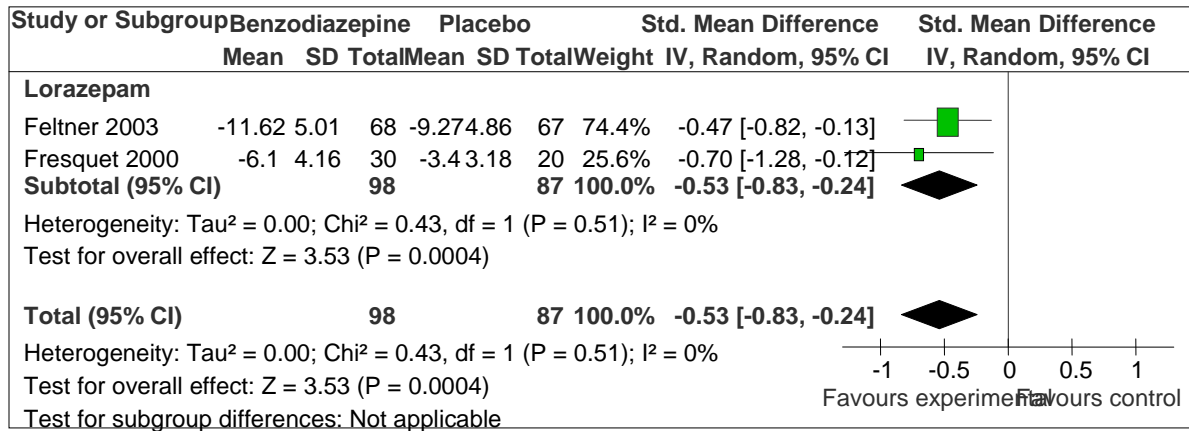 Study or Subgroup Benzodiazepine Placebo Std. Mean Difference Std. Mean Difference
Mean SD Total Mean SD Total Weight IV, Random, 95% CI IV, Random, 95% CI
Lorazepam
Feltner 2003 -11.62 5.01 68 -9.27 4.86 67 74.4% -0.47 [-0.82, -0.13]
Fresquet 2000 -6.1 4.16 30 -3.4 3.18 20 25.6% -0.70 [-1.28, -0.12]
Subtotal (95% CI) 98 87 100.0% -0.53 [-0.83, -0.24]
Heterogeneity: Tau² = 0.00; Chi² = 0.43, df = 1 (P = 0.51); I² = 0%
Test for overall effect: Z = 3.53 (P = 0.0004)
Total (95% CI) 98 87 100.0% -0.53 [-0.83, -0.24]
Heterogeneity: Tau² = 0.00; Chi² = 0.43, df = 1 (P = 0.51); I² = 0%
Test for overall effect: Z = 3.53 (P = 0.0004)
Test for subgroup differences: Not applicable
-1 -0.5 0 0.5 1
Favours experimental Favours control